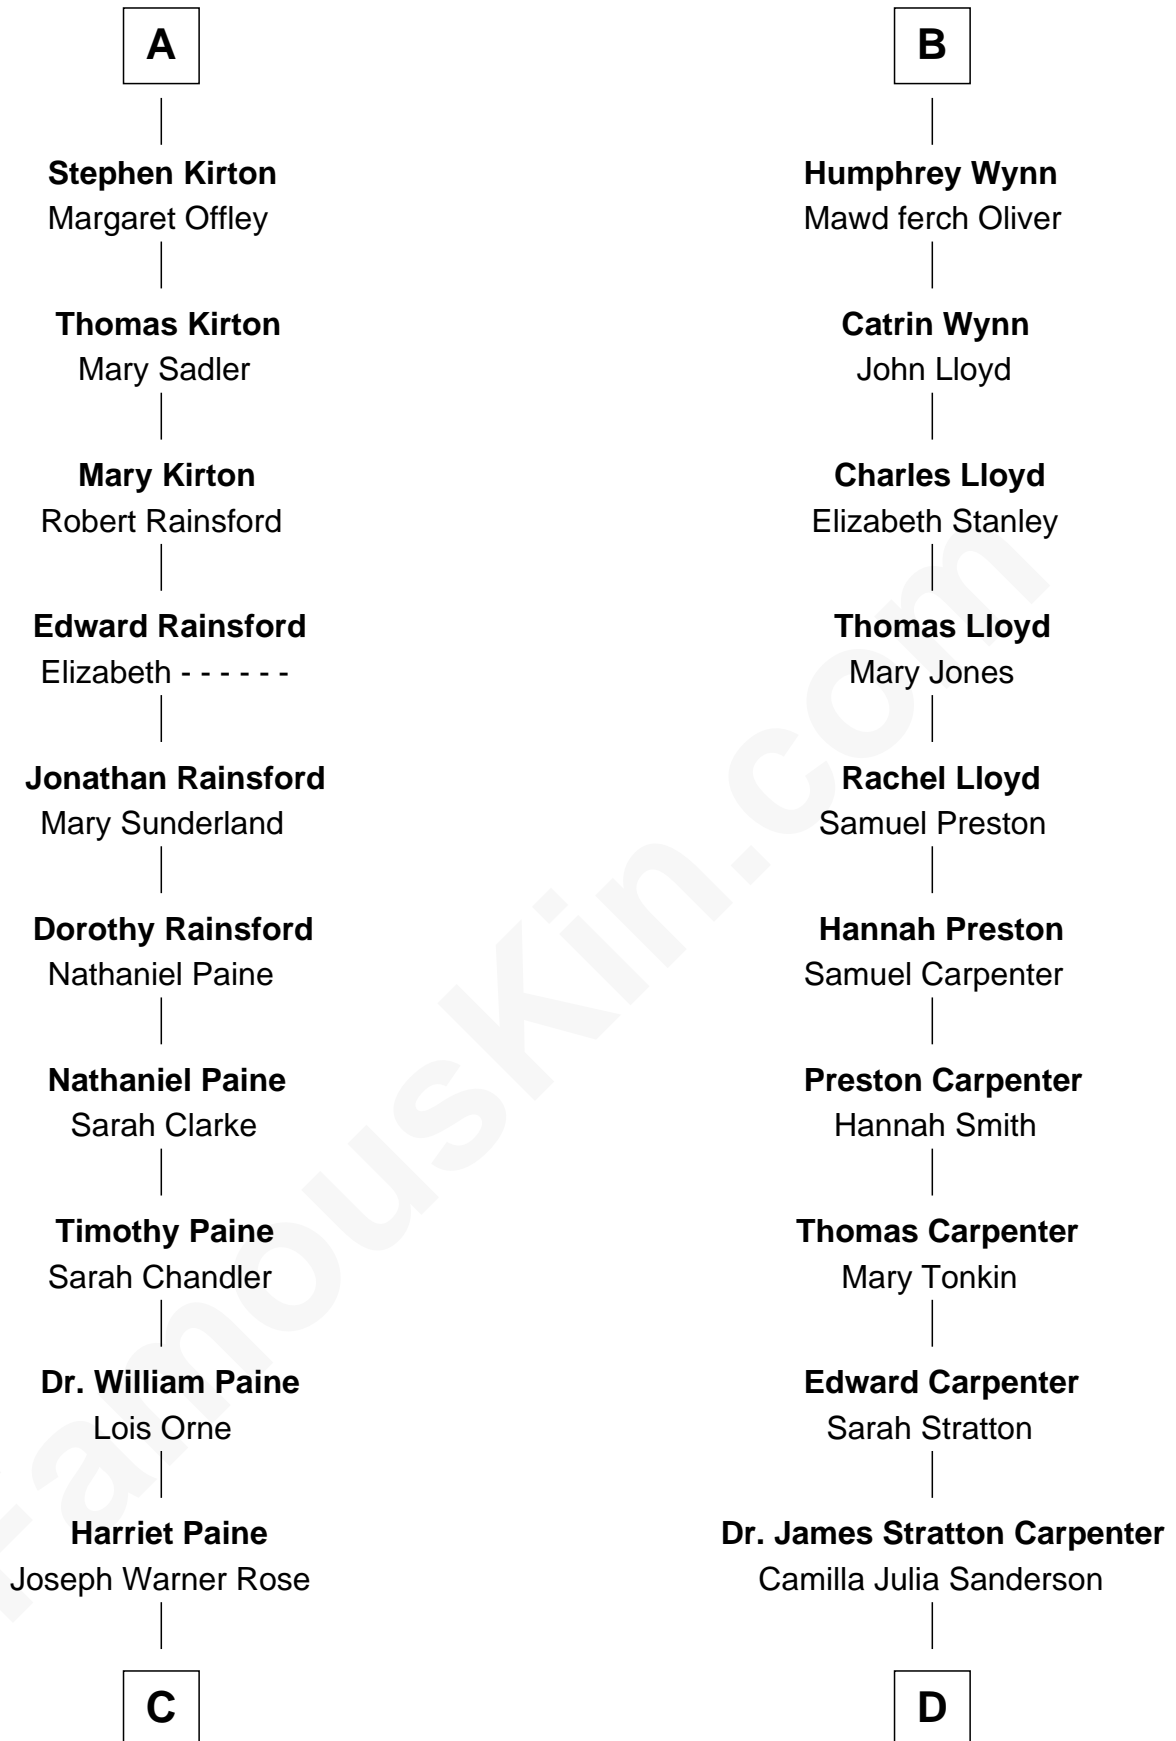 A
Stephen Kirton
Margaret Offley
Thomas Kirton
Mary Sadler
Mary Kirton
Robert Rainsford
Edward Rainsford
Elizabeth - - - - - -
Jonathan Rainsford
Mary Sunderland
Dorothy Rainsford
Nathaniel Paine
Nathaniel Paine
Sarah Clarke
Timothy Paine
Sarah Chandler
Dr. William Paine
Lois Orne
Harriet Paine
Joseph Warner Rose
C
B
Humphrey Wynn
Mawd ferch Oliver
Catrin Wynn
John Lloyd
Charles Lloyd
Elizabeth Stanley
Thomas Lloyd
Mary Jones
Rachel Lloyd
Samuel Preston
Hannah Preston
Samuel Carpenter
Preston Carpenter
Hannah Smith
Thomas Carpenter
Mary Tonkin
Edward Carpenter
Sarah Stratton
Dr. James Stratton Carpenter
Camilla Julia Sanderson
D
FamousKin.com